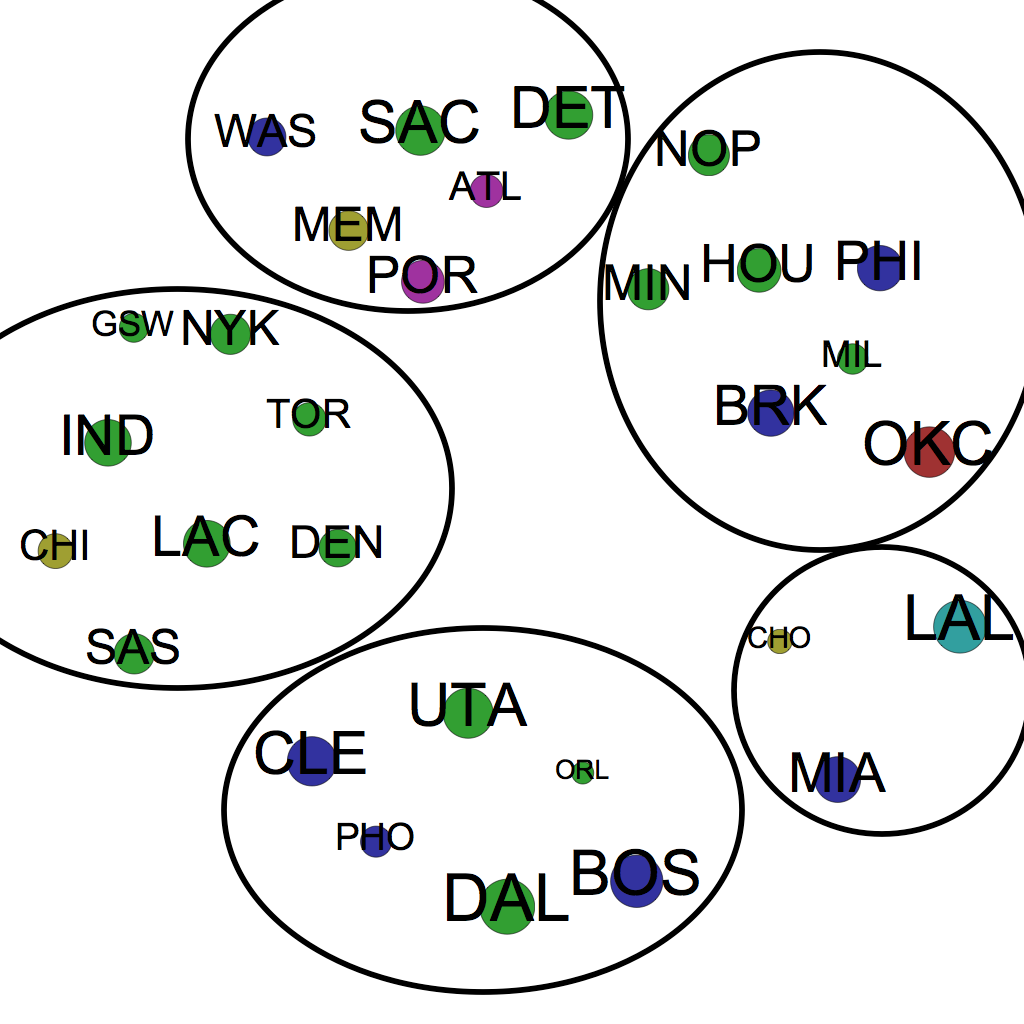 DET
SAC
WAS
ATL
MEM
POR
NOP
PHI
HOU
MIN
MIL
BRK
OKC
GSW
NYK
TOR
IND
LAC
DEN
CHI
SAS
LAL
CHO
MIA
UTA
CLE
ORL
PHO
BOS
DAL